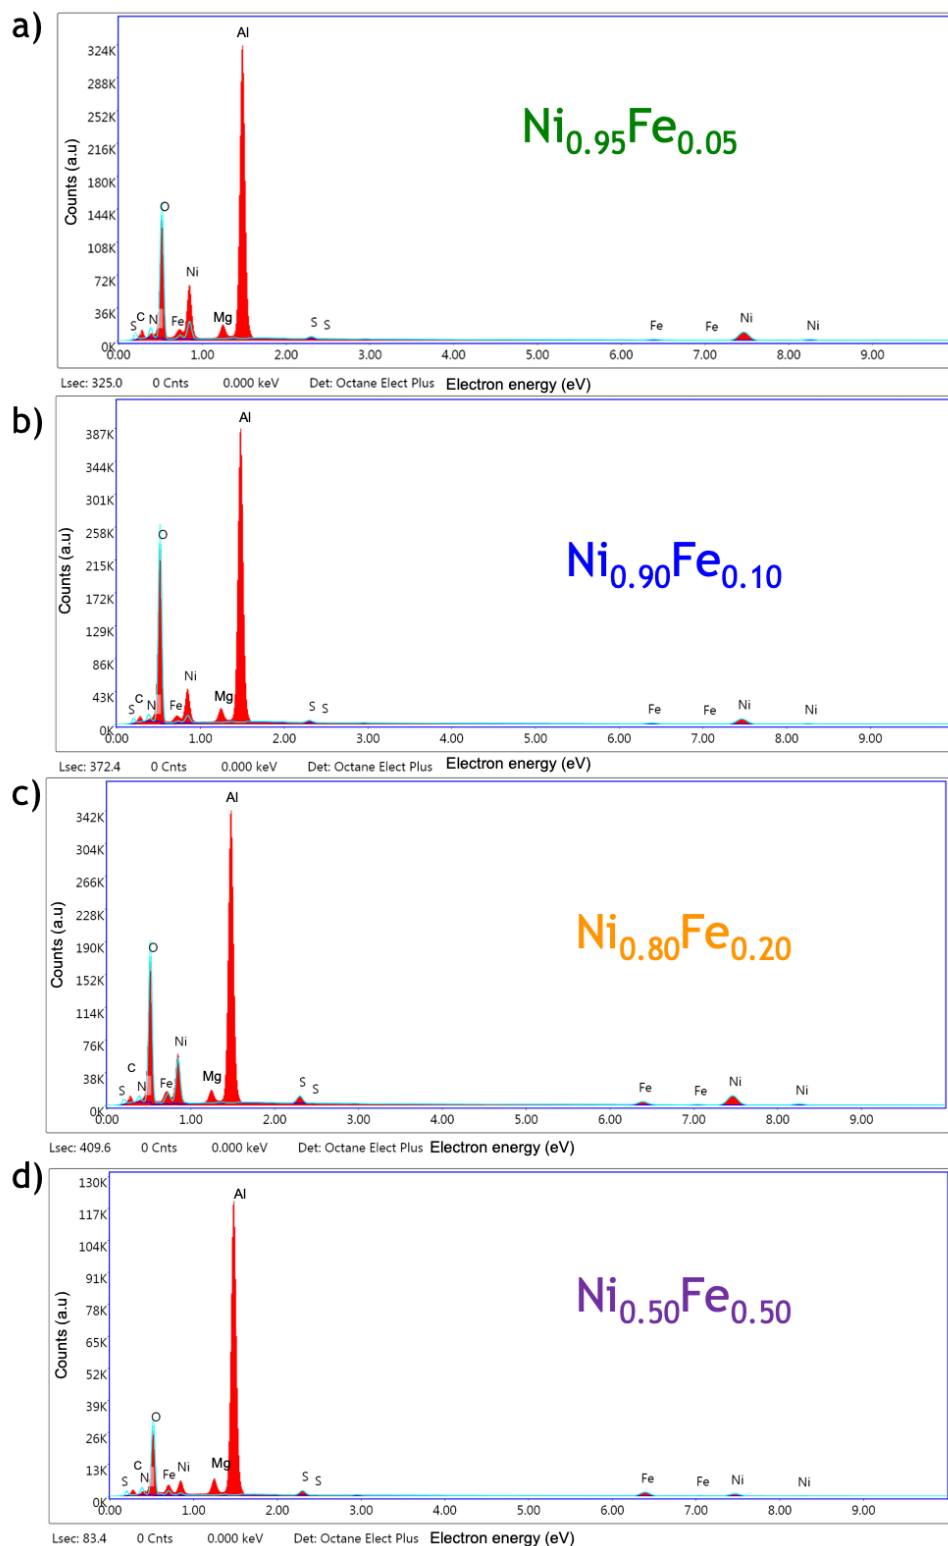 a)
Al
324K
288K
252K
216K
180K
144K
108K
72K
36K
0K
Counts (a.u)
Ni0.95Fe0.05
O
Ni
S C N Fe Mg S S Fe Fe Ni Ni
0.00 1.00 2.00 3.00 4.00 5.00 6.00 7.00 8.00 9.00
Lsec: 325.0 0 Cnts 0.000 keV Det: Octane Elect Plus Electron energy (eV)
b)
Al
387K
344K
301K
258K
215K
172K
129K
86K
43K
0K
Counts (a.u)
Ni0.90Fe0.10
O
Ni
S C N Fe Mg S S Fe Fe Ni Ni
0.00 1.00 2.00 3.00 4.00 5.00 6.00 7.00 8.00 9.00
Lsec: 372.4 0 Cnts 0.000 keV Det: Octane Elect Plus Electron energy (eV)
c)
Al
342K
304K
266K
228K
190K
152K
114K
76K
38K
0K
Counts (a.u)
Ni0.80Fe0.20
O
Ni
S C N Fe Mg S S Fe Fe Ni Ni
0.00 1.00 2.00 3.00 4.00 5.00 6.00 7.00 8.00 9.00
Lsec: 409.6 0 Cnts 0.000 keV Det: Octane Elect Plus Electron energy (eV)
d)
Al
130K
117K
104K
91K
78K
65K
52K
39K
26K
13K
0K
Counts (a.u)
Ni0.50Fe0.50
O
S C N Fe Ni Mg S S Fe Fe Ni Ni
0.00 1.00 2.00 3.00 4.00 5.00 6.00 7.00 8.00 9.00
Lsec: 83.4 0 Cnts 0.000 keV Det: Octane Elect Plus Electron energy (eV)